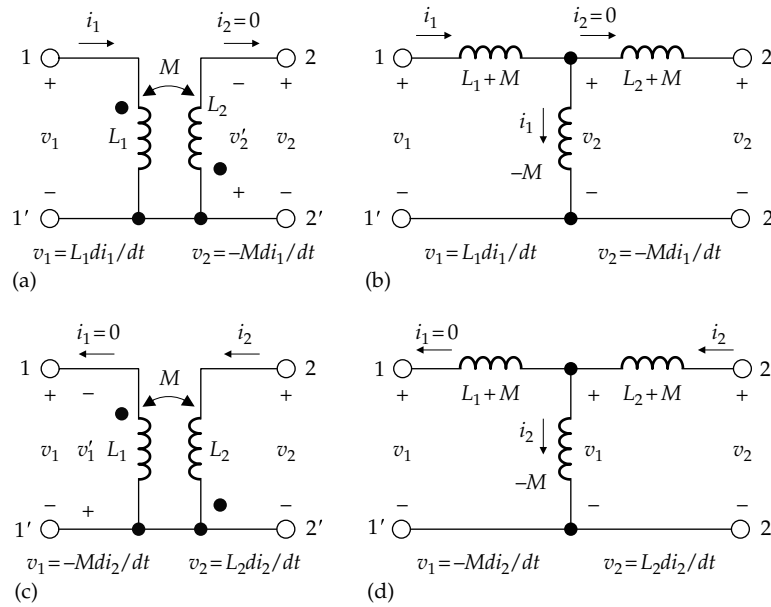 i₁ i₂=0 i₁ i₂=0
1 2 1 2
M
+ − + + L₁+M + L₂+M +
L₂
v₁ L₁ v₂′ v₂ v₁ i₁ v₂ v₂
−M
− + − − − −
1′ 2′ 1′ 2
v₁=L₁di₁/dt v₂=−Mdi₁/dt v₁=L₁di₁/dt v₂=−Mdi₁/dt
(a) (b)
i₁=0 i₂ i₁=0 i₂
1 2 1 2
M
+ − + + L₁+M + L₂+M +
v₁ v₁′ L₁ L₂ v₂ v₁ i₂ v₁ v₂
−M
− + − − − −
1′ 2′ 1′ 2
v₁=−Mdi₂/dt v₂=L₂di₂/dt v₁=−Mdi₂/dt v₂=L₂di₂/dt
(c) (d)